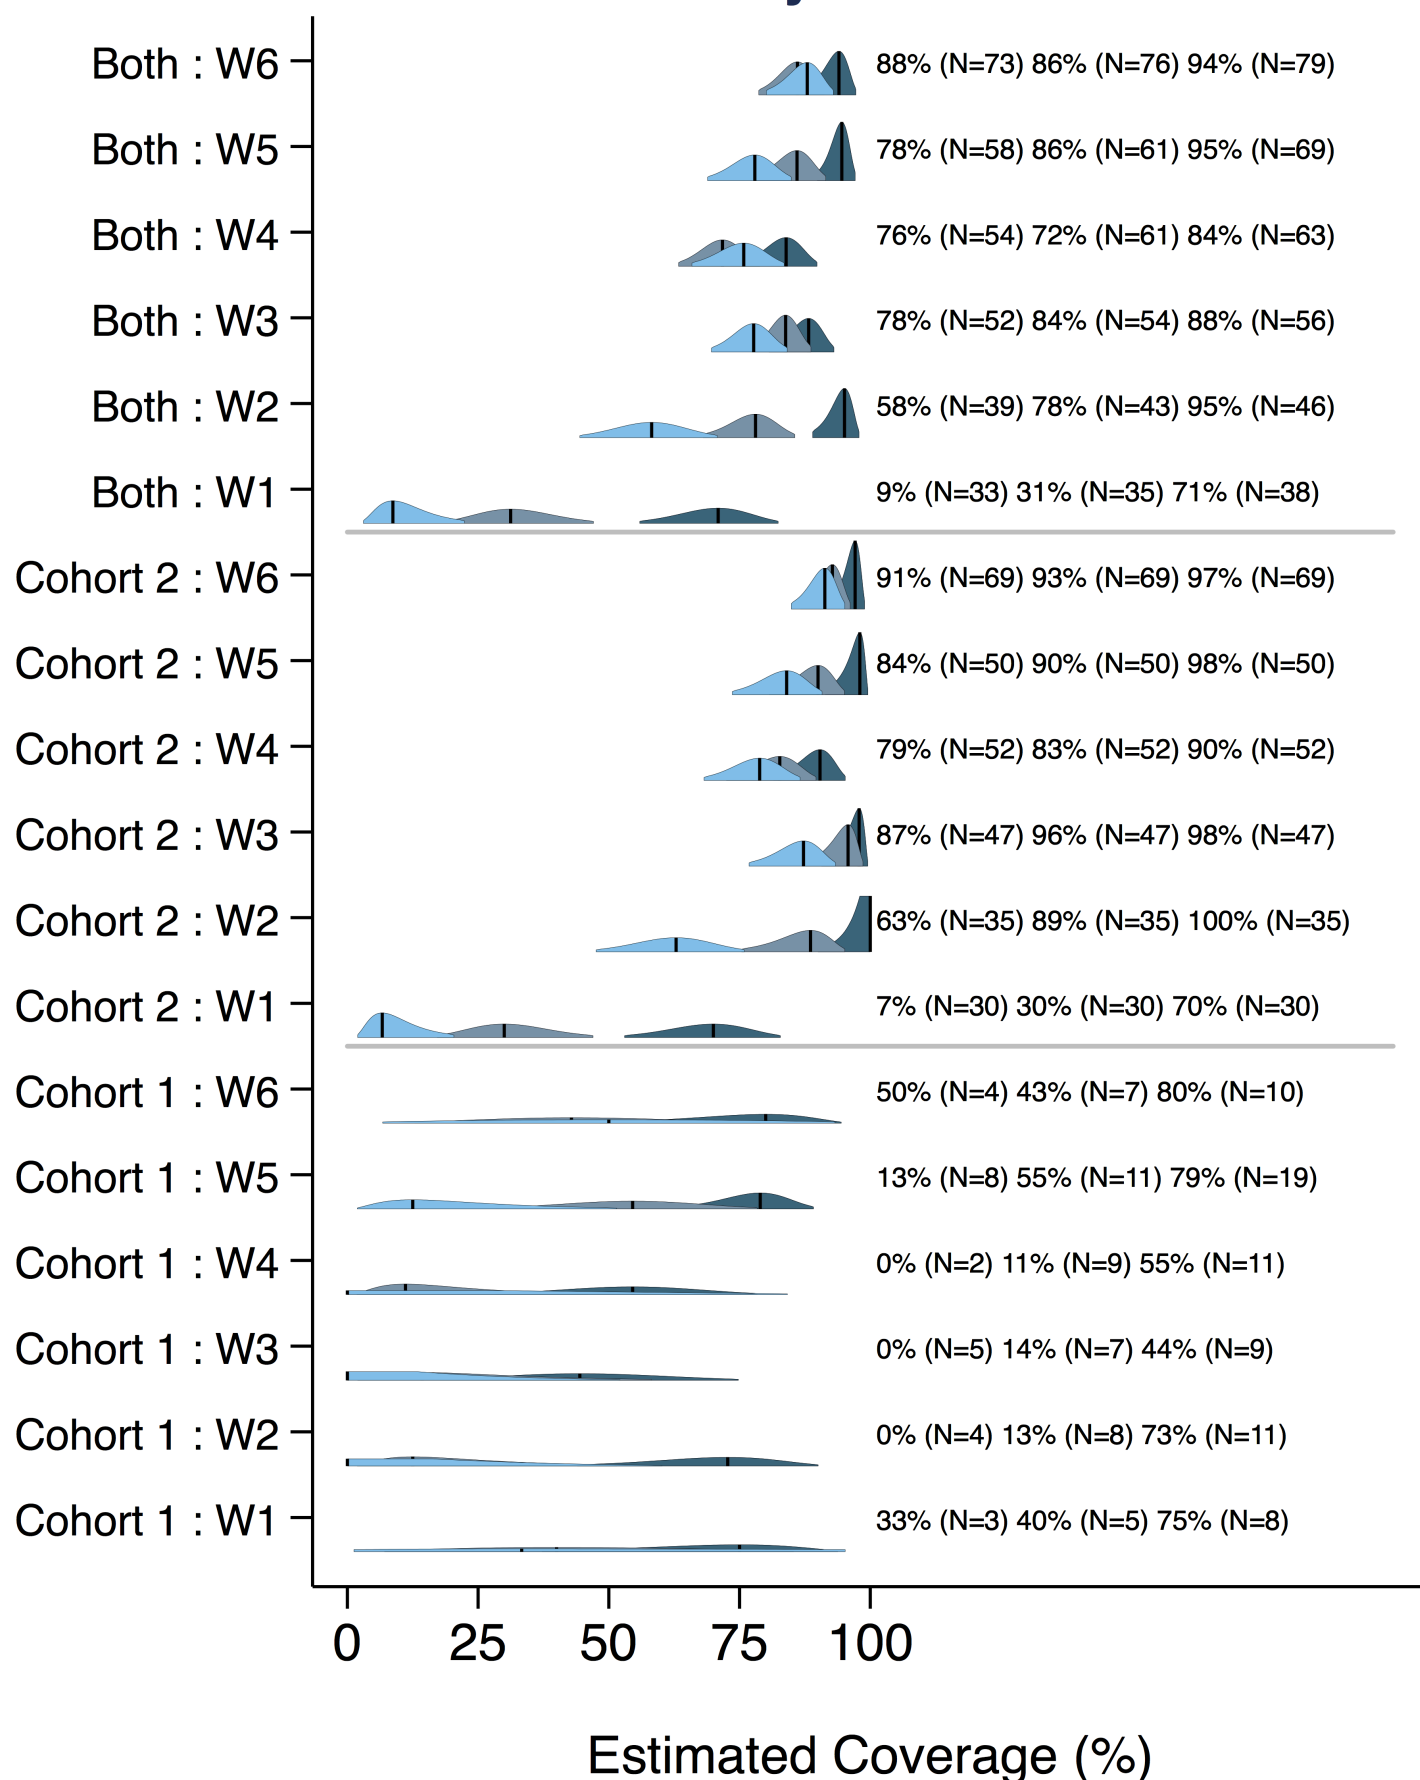 Both : W6 88% (N=73) 86% (N=76) 94% (N=79)
Both : W5 78% (N=58) 86% (N=61) 95% (N=69)
Both : W4 76% (N=54) 72% (N=61) 84% (N=63)
Both : W3 78% (N=52) 84% (N=54) 88% (N=56)
Both : W2 58% (N=39) 78% (N=43) 95% (N=46)
Both : W1 9% (N=33) 31% (N=35) 71% (N=38)
Cohort 2 : W6 91% (N=69) 93% (N=69) 97% (N=69)
Cohort 2 : W5 84% (N=50) 90% (N=50) 98% (N=50)
Cohort 2 : W4 79% (N=52) 83% (N=52) 90% (N=52)
Cohort 2 : W3 87% (N=47) 96% (N=47) 98% (N=47)
Cohort 2 : W2 63% (N=35) 89% (N=35) 100% (N=35)
Cohort 2 : W1 7% (N=30) 30% (N=30) 70% (N=30)
Cohort 1 : W6 50% (N=4) 43% (N=7) 80% (N=10)
Cohort 1 : W5 13% (N=8) 55% (N=11) 79% (N=19)
Cohort 1 : W4 0% (N=2) 11% (N=9) 55% (N=11)
Cohort 1 : W3 0% (N=5) 14% (N=7) 44% (N=9)
Cohort 1 : W2 0% (N=4) 13% (N=8) 73% (N=11)
Cohort 1 : W1 33% (N=3) 40% (N=5) 75% (N=8)
0 25 50 75 100
Estimated Coverage (%)